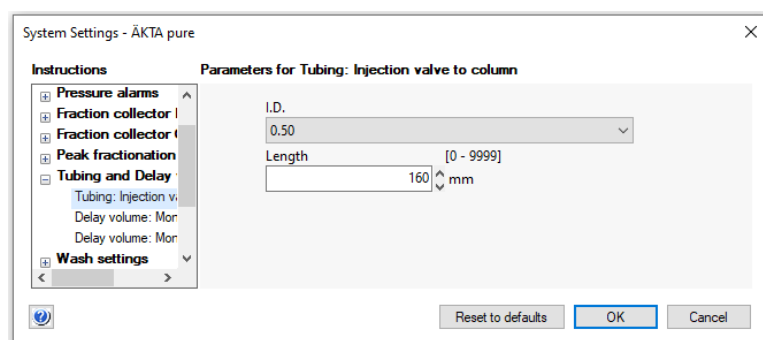 System Settings - ÄKTA pure
Instructions
Pressure alarms
Fraction collector
Fraction collector
Peak fractionation
Tubing and Delay
Tubing: Injection
Delay volume: Mon
Delay volume: Mon
Wash settings
Parameters for Tubing: Injection valve to column
I.D.
0.50
Length [0 - 9999]
160 mm
Reset to defaults OK Cancel